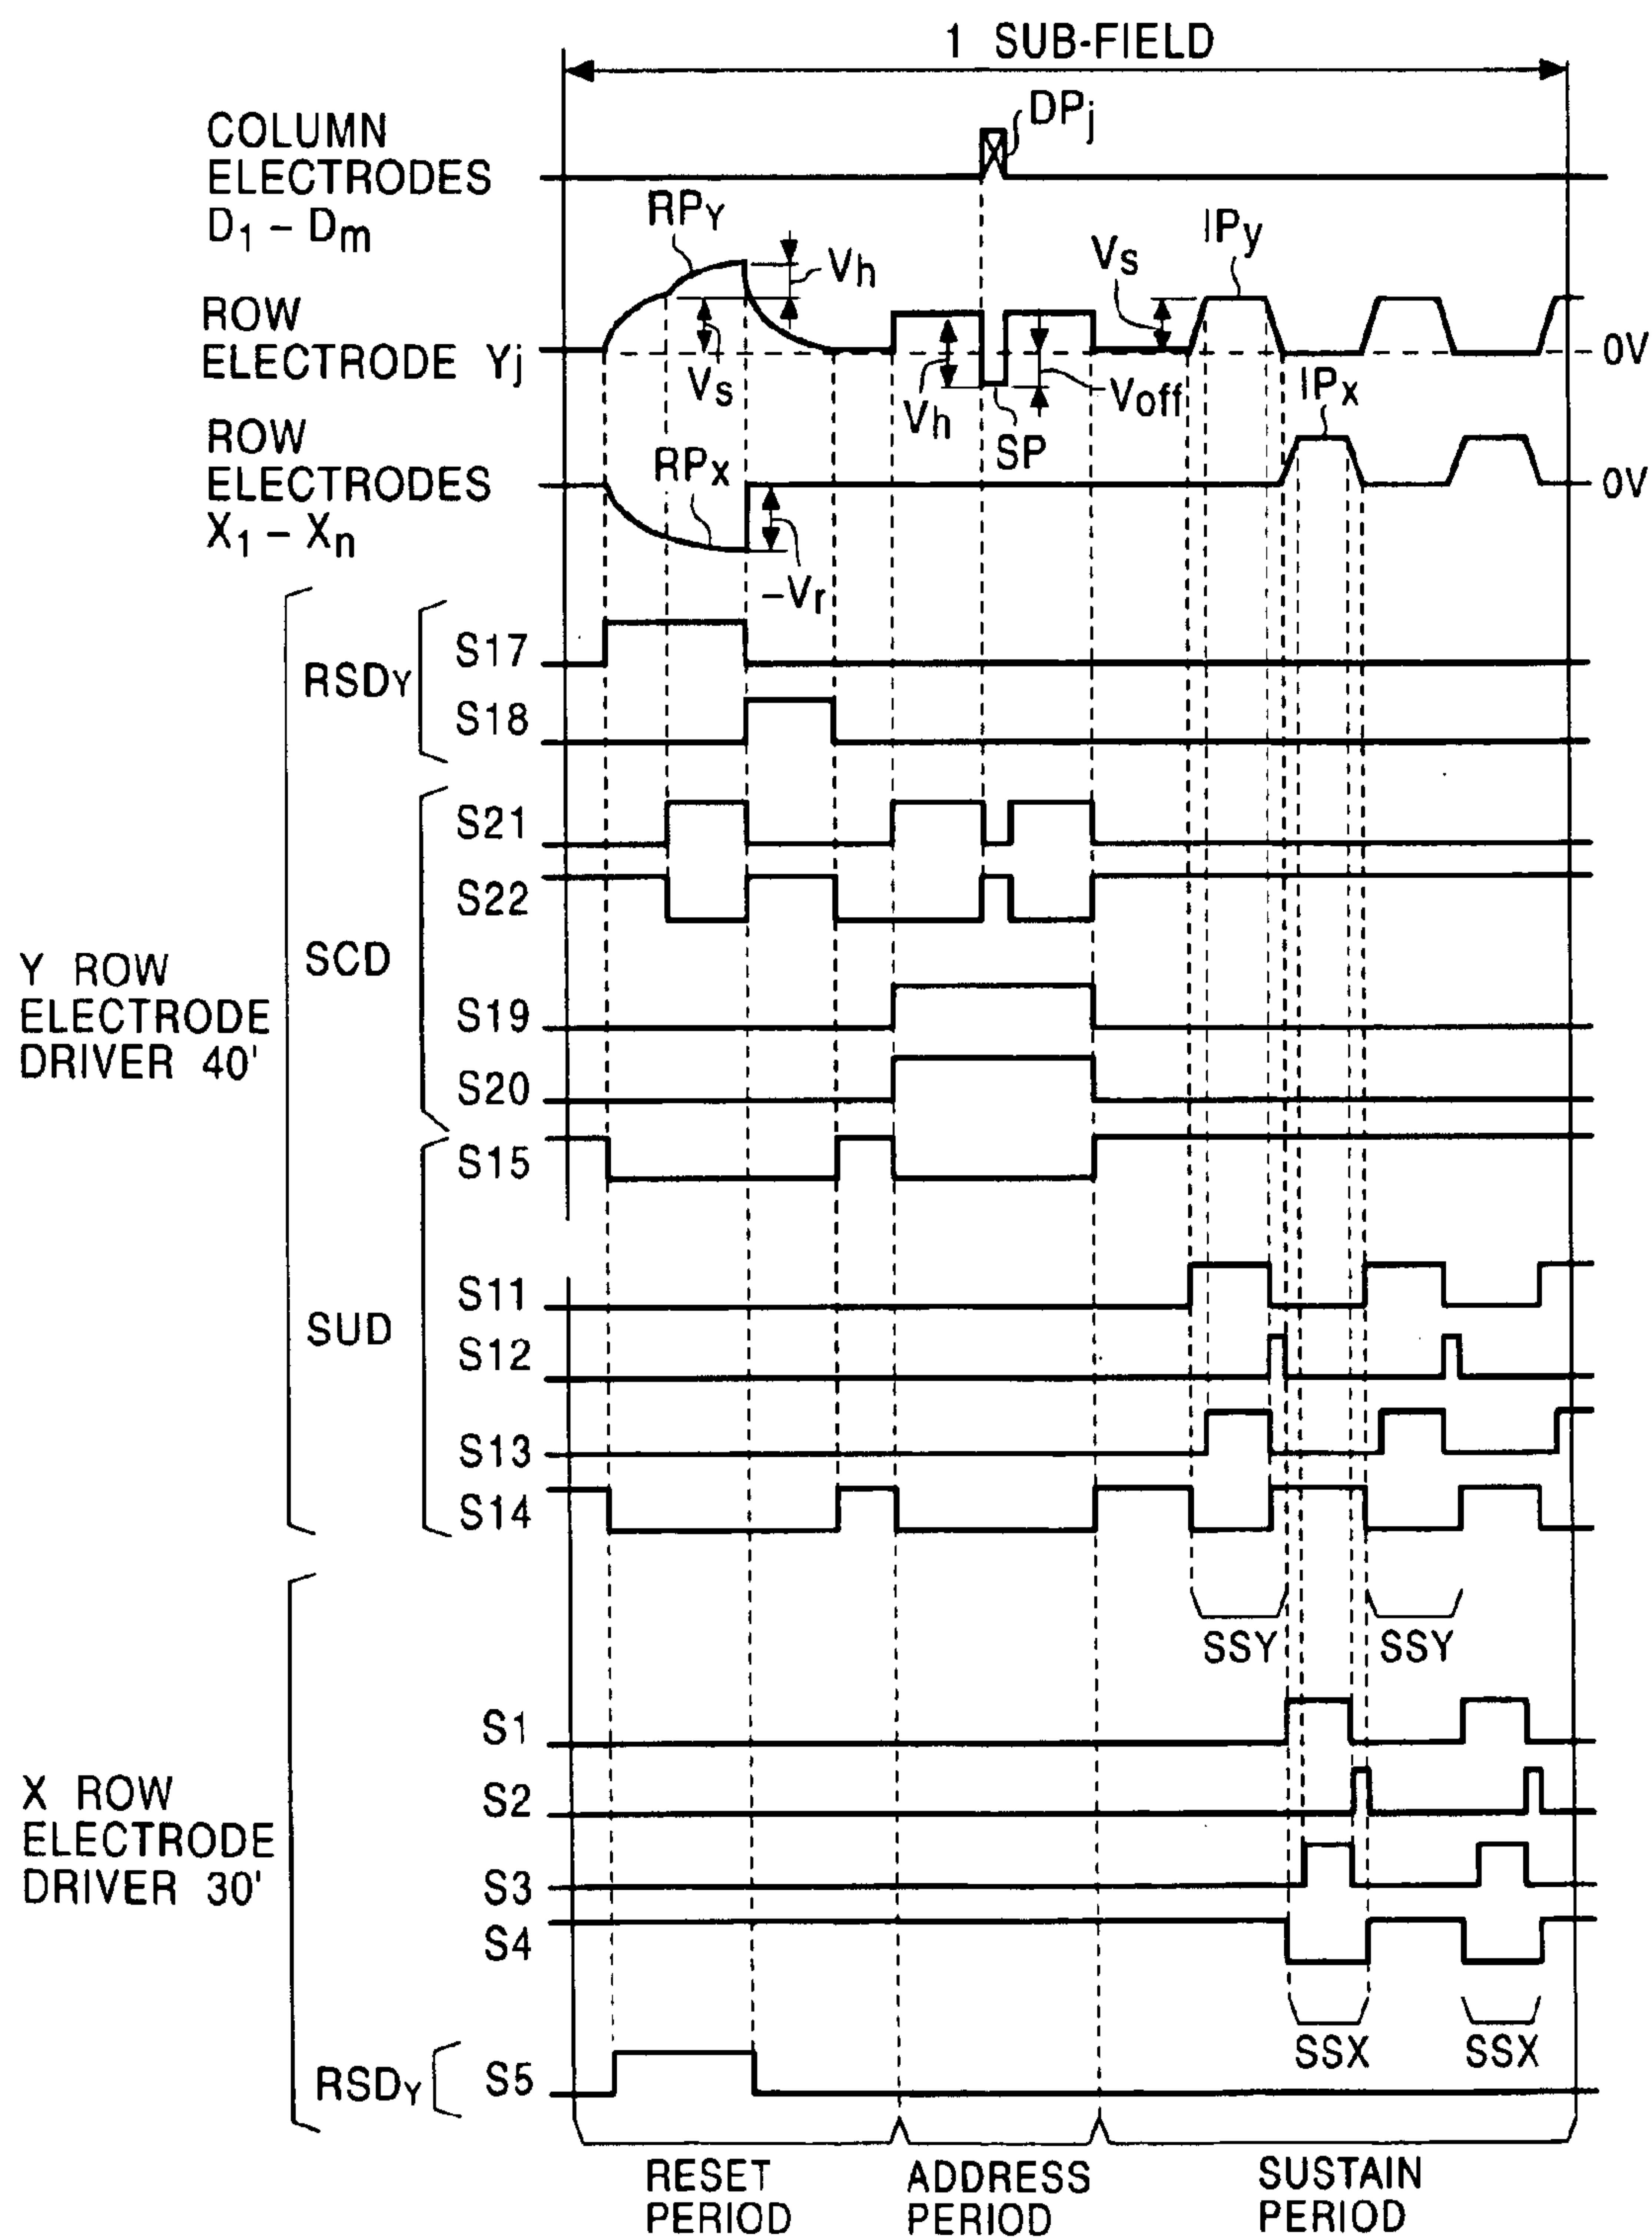 1 SUB-FIELD
COLUMN
ELECTRODES
D1 – Dm
DPj
RPY
Vh
Vs
IPy
ROW
ELECTRODE Yj
Vs
Vh
SP
Voff
0V
IPx
ROW
ELECTRODES
X1 – Xn
RPX
–Vr
0V
Y ROW
ELECTRODE
DRIVER 40'
RSDY
S17
S18
SCD
S21
S22
S19
S20
SUD
S15
S11
S12
S13
S14
SSY
SSY
X ROW
ELECTRODE
DRIVER 30'
S1
S2
S3
S4
SSX
SSX
RSDY
S5
RESET
PERIOD
ADDRESS
PERIOD
SUSTAIN
PERIOD